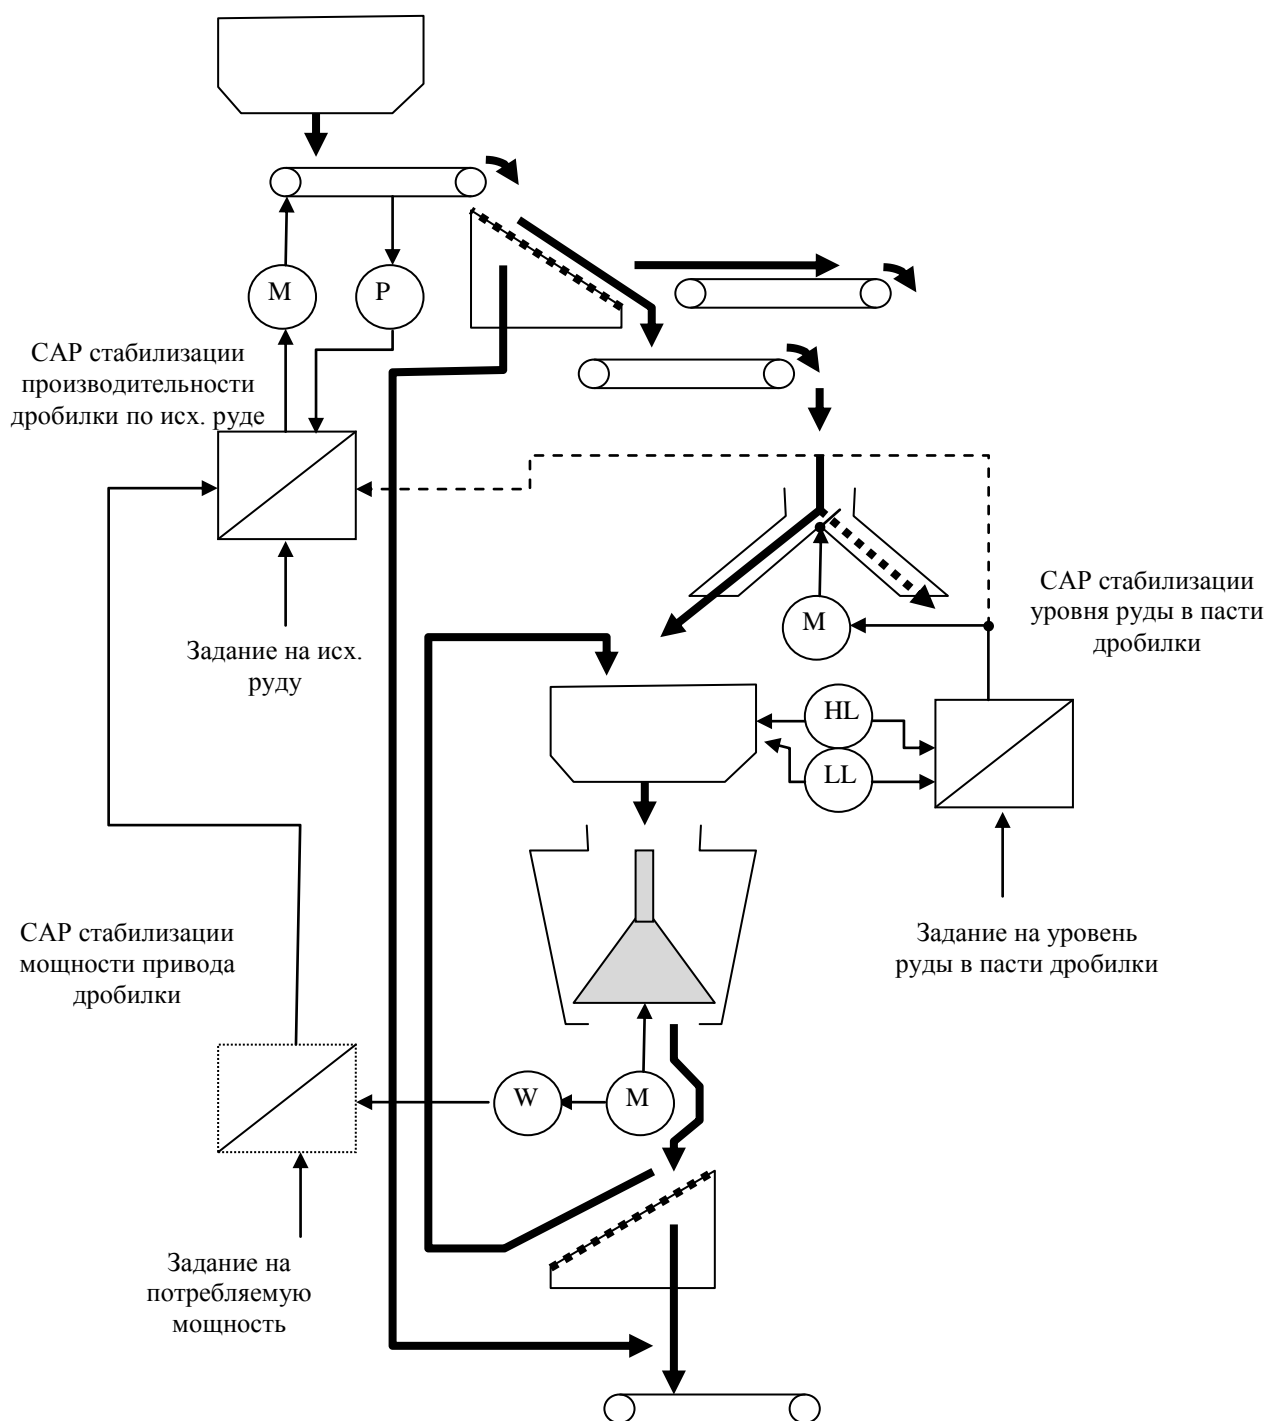 M
P
САР стабилизации
производительности
дробилки по исх. руде
САР стабилизации
уровня руды в пасти
дробилки
M
Задание на исх.
руду
HL
LL
САР стабилизации
мощности привода
дробилки
Задание на уровень
руды в пасти дробилки
W
M
Задание на
потребляемую
мощность